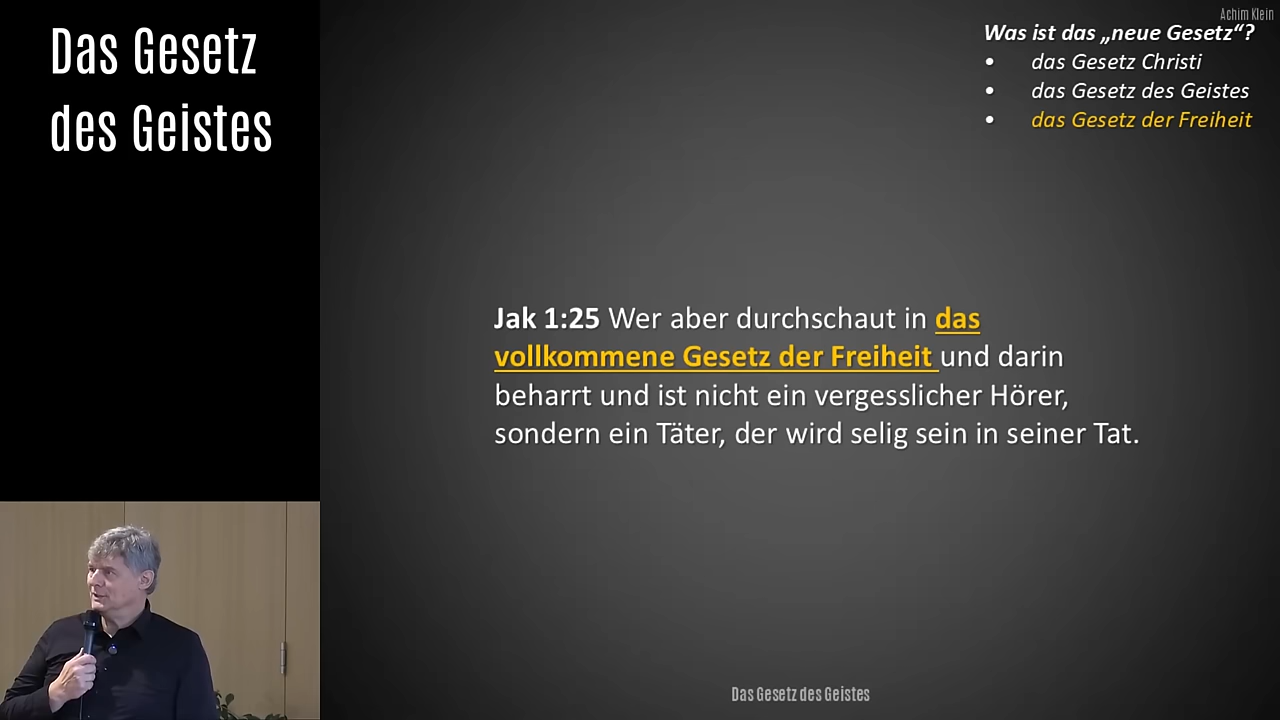 Das Gesetz
des Geistes
Achim Klein
Was ist das „neue Gesetz“?
• das Gesetz Christi
• das Gesetz des Geistes
• das Gesetz der Freiheit
Jak 1:25 Wer aber durchschaut in das
vollkommene Gesetz der Freiheit und darin
beharrt und ist nicht ein vergesslicher Hörer,
sondern ein Täter, der wird selig sein in seiner Tat.
Das Gesetz des Geistes